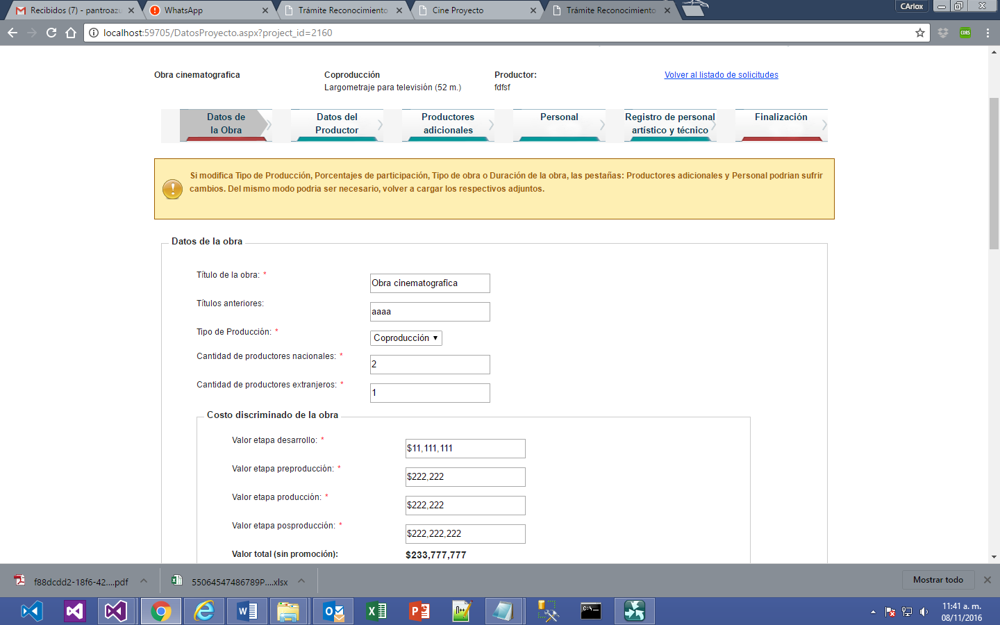 Recibidos (7) - pantroazu
WhatsApp
Trámite Reconocimiento
Cine Proyecto
Trámite Reconocimiento
CArlox
localhost:59705/DatosProyecto.aspx?project_id=2160
CORS
Obra cinematografica
Coproducción
Largometraje para televisión (52 m.)
Productor:
fdfsf
Volver al listado de solicitudes
Datos de
la Obra
Datos del
Productor
Productores
adicionales
Personal
Registro de personal
artístico y técnico
Finalización
Si modifica Tipo de Producción, Porcentajes de participación, Tipo de obra o Duración de la obra, las pestañas: Productores adicionales y Personal podrian sufrir
cambios. Del mismo modo podria ser necesario, volver a cargar los respectivos adjuntos.
Datos de la obra
Título de la obra: *
Obra cinematografica
Títulos anteriores:
aaaa
Tipo de Producción: *
Coproducción
Cantidad de productores nacionales: *
2
Cantidad de productores extranjeros: *
1
Costo discriminado de la obra
Valor etapa desarrollo: *
$11,111,111
Valor etapa preproducción: *
$222,222
Valor etapa producción: *
$222,222
Valor etapa posproducción: *
$222,222,222
Valor total (sin promoción):
$233,777,777
f88dcdd2-18f6-42....pdf
55064547486789P....xlsx
Mostrar todo
11:41 a. m.
08/11/2016